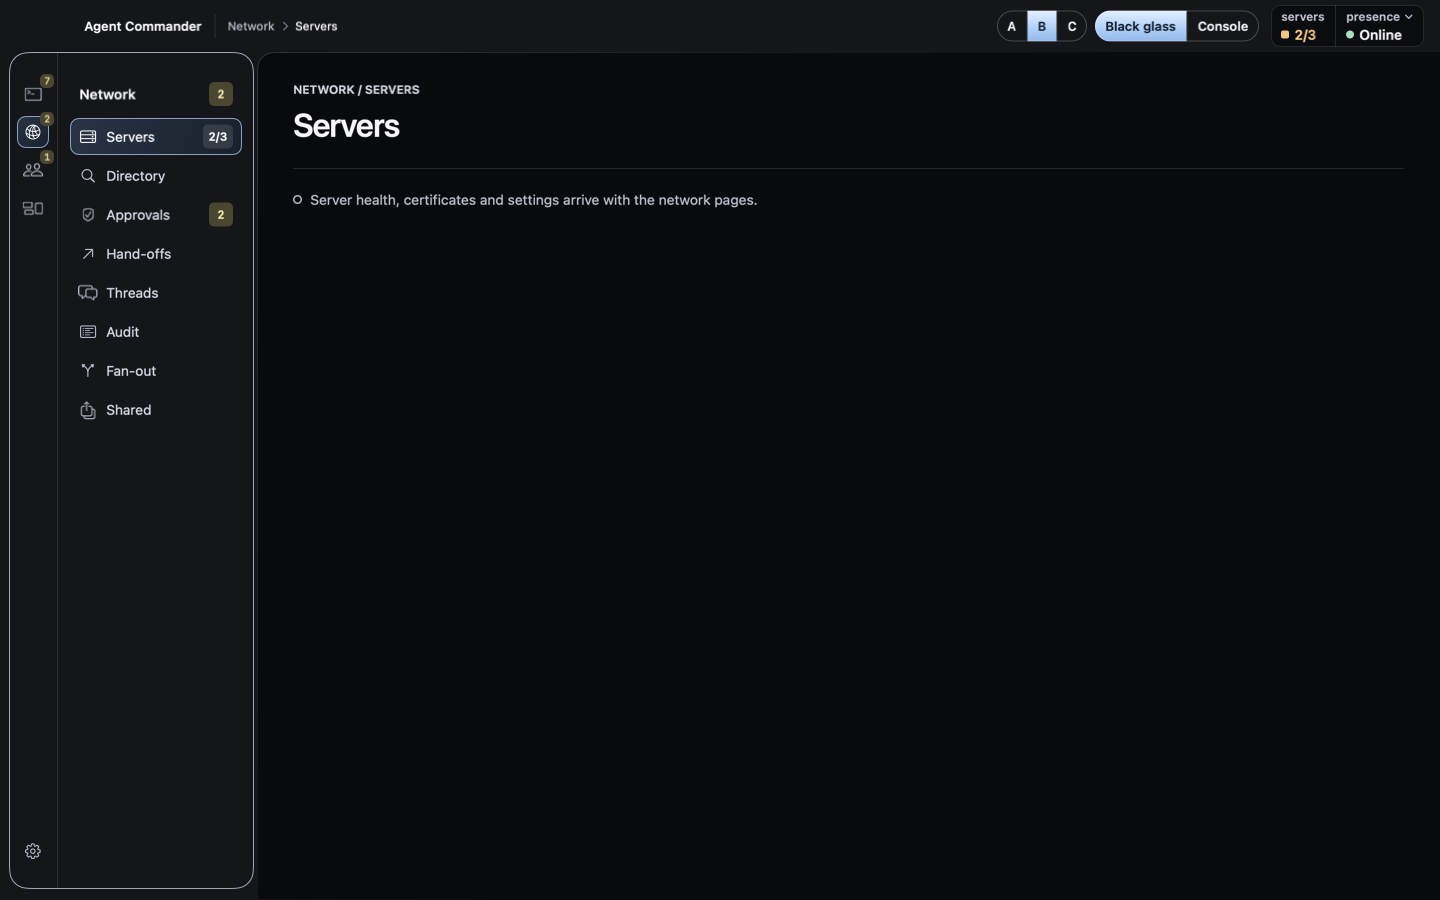 Agent Commander
Network > Servers
A B C
Black glass Console
servers
2/3
presence
Online
7
2
1
Network 2
Servers 2/3
Directory
Approvals 2
Hand-offs
Threads
Audit
Fan-out
Shared
NETWORK / SERVERS
Servers
Server health, certificates and settings arrive with the network pages.